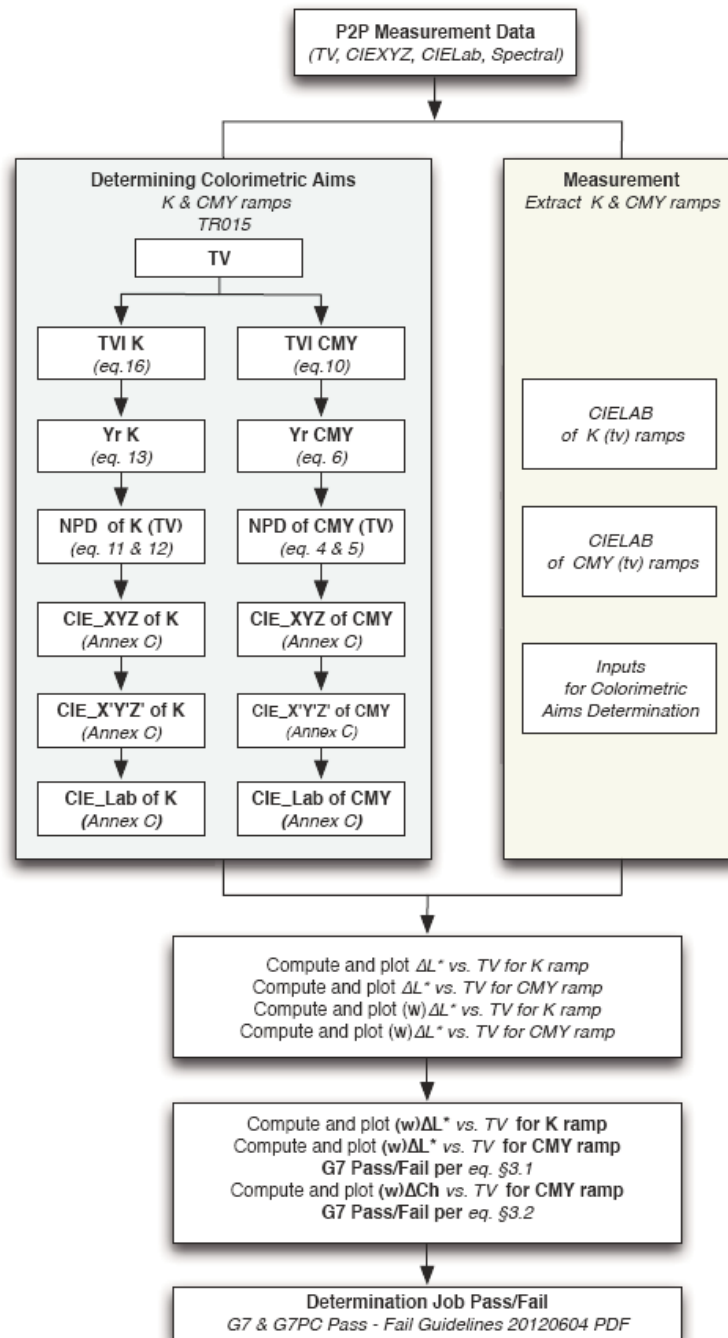 P2P Measurement Data
(TV, CIEXYZ, CIELab, Spectral)
Determining Colorimetric Aims
K & CMY ramps
TR015
TV
TVI K
(eq.16)
TVI CMY
(eq.10)
Yr K
(eq. 13)
Yr CMY
(eq. 6)
NPD of K (TV)
(eq. 11 & 12)
NPD of CMY (TV)
(eq. 4 & 5)
CIE_XYZ of K
(Annex C)
CIE_XYZ of CMY
(Annex C)
CIE_X'Y'Z' of K
(Annex C)
CIE_X'Y'Z' of CMY
(Annex C)
CIE_Lab of K
(Annex C)
CIE_Lab of CMY
(Annex C)
Measurement
Extract K & CMY ramps
CIELAB
of K (tv) ramps
CIELAB
of CMY (tv) ramps
Inputs
for Colorimetric
Aims Determination
Compute and plot ΔL* vs. TV for K ramp
Compute and plot ΔL* vs. TV for CMY ramp
Compute and plot (w)ΔL* vs. TV for K ramp
Compute and plot (w)ΔL* vs. TV for CMY ramp
Compute and plot (w)ΔL* vs. TV for K ramp
Compute and plot (w)ΔL* vs. TV for CMY ramp
G7 Pass/Fail per eq. §3.1
Compute and plot (w)ΔCh vs. TV for CMY ramp
G7 Pass/Fail per eq. §3.2
Determination Job Pass/Fail
G7 & G7PC Pass - Fail Guidelines 20120604 PDF